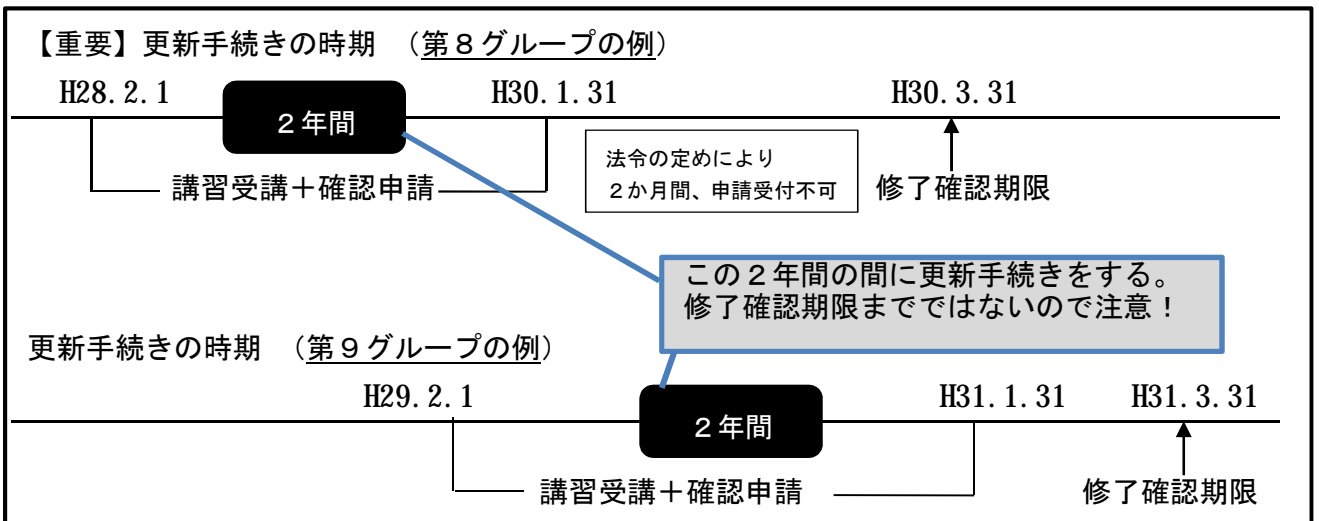 【重要】更新手続きの時期 （第８グループの例）
H28.2.1
２年間
H30.1.31
H30.3.31
講習受講＋確認申請
法令の定めにより
２か月間、申請受付不可
修了確認期限
この２年間の間に更新手続きをする。
修了確認期限までではないので注意！
更新手続きの時期 （第９グループの例）
H29.2.1
２年間
H31.1.31
H31.3.31
講習受講＋確認申請
修了確認期限